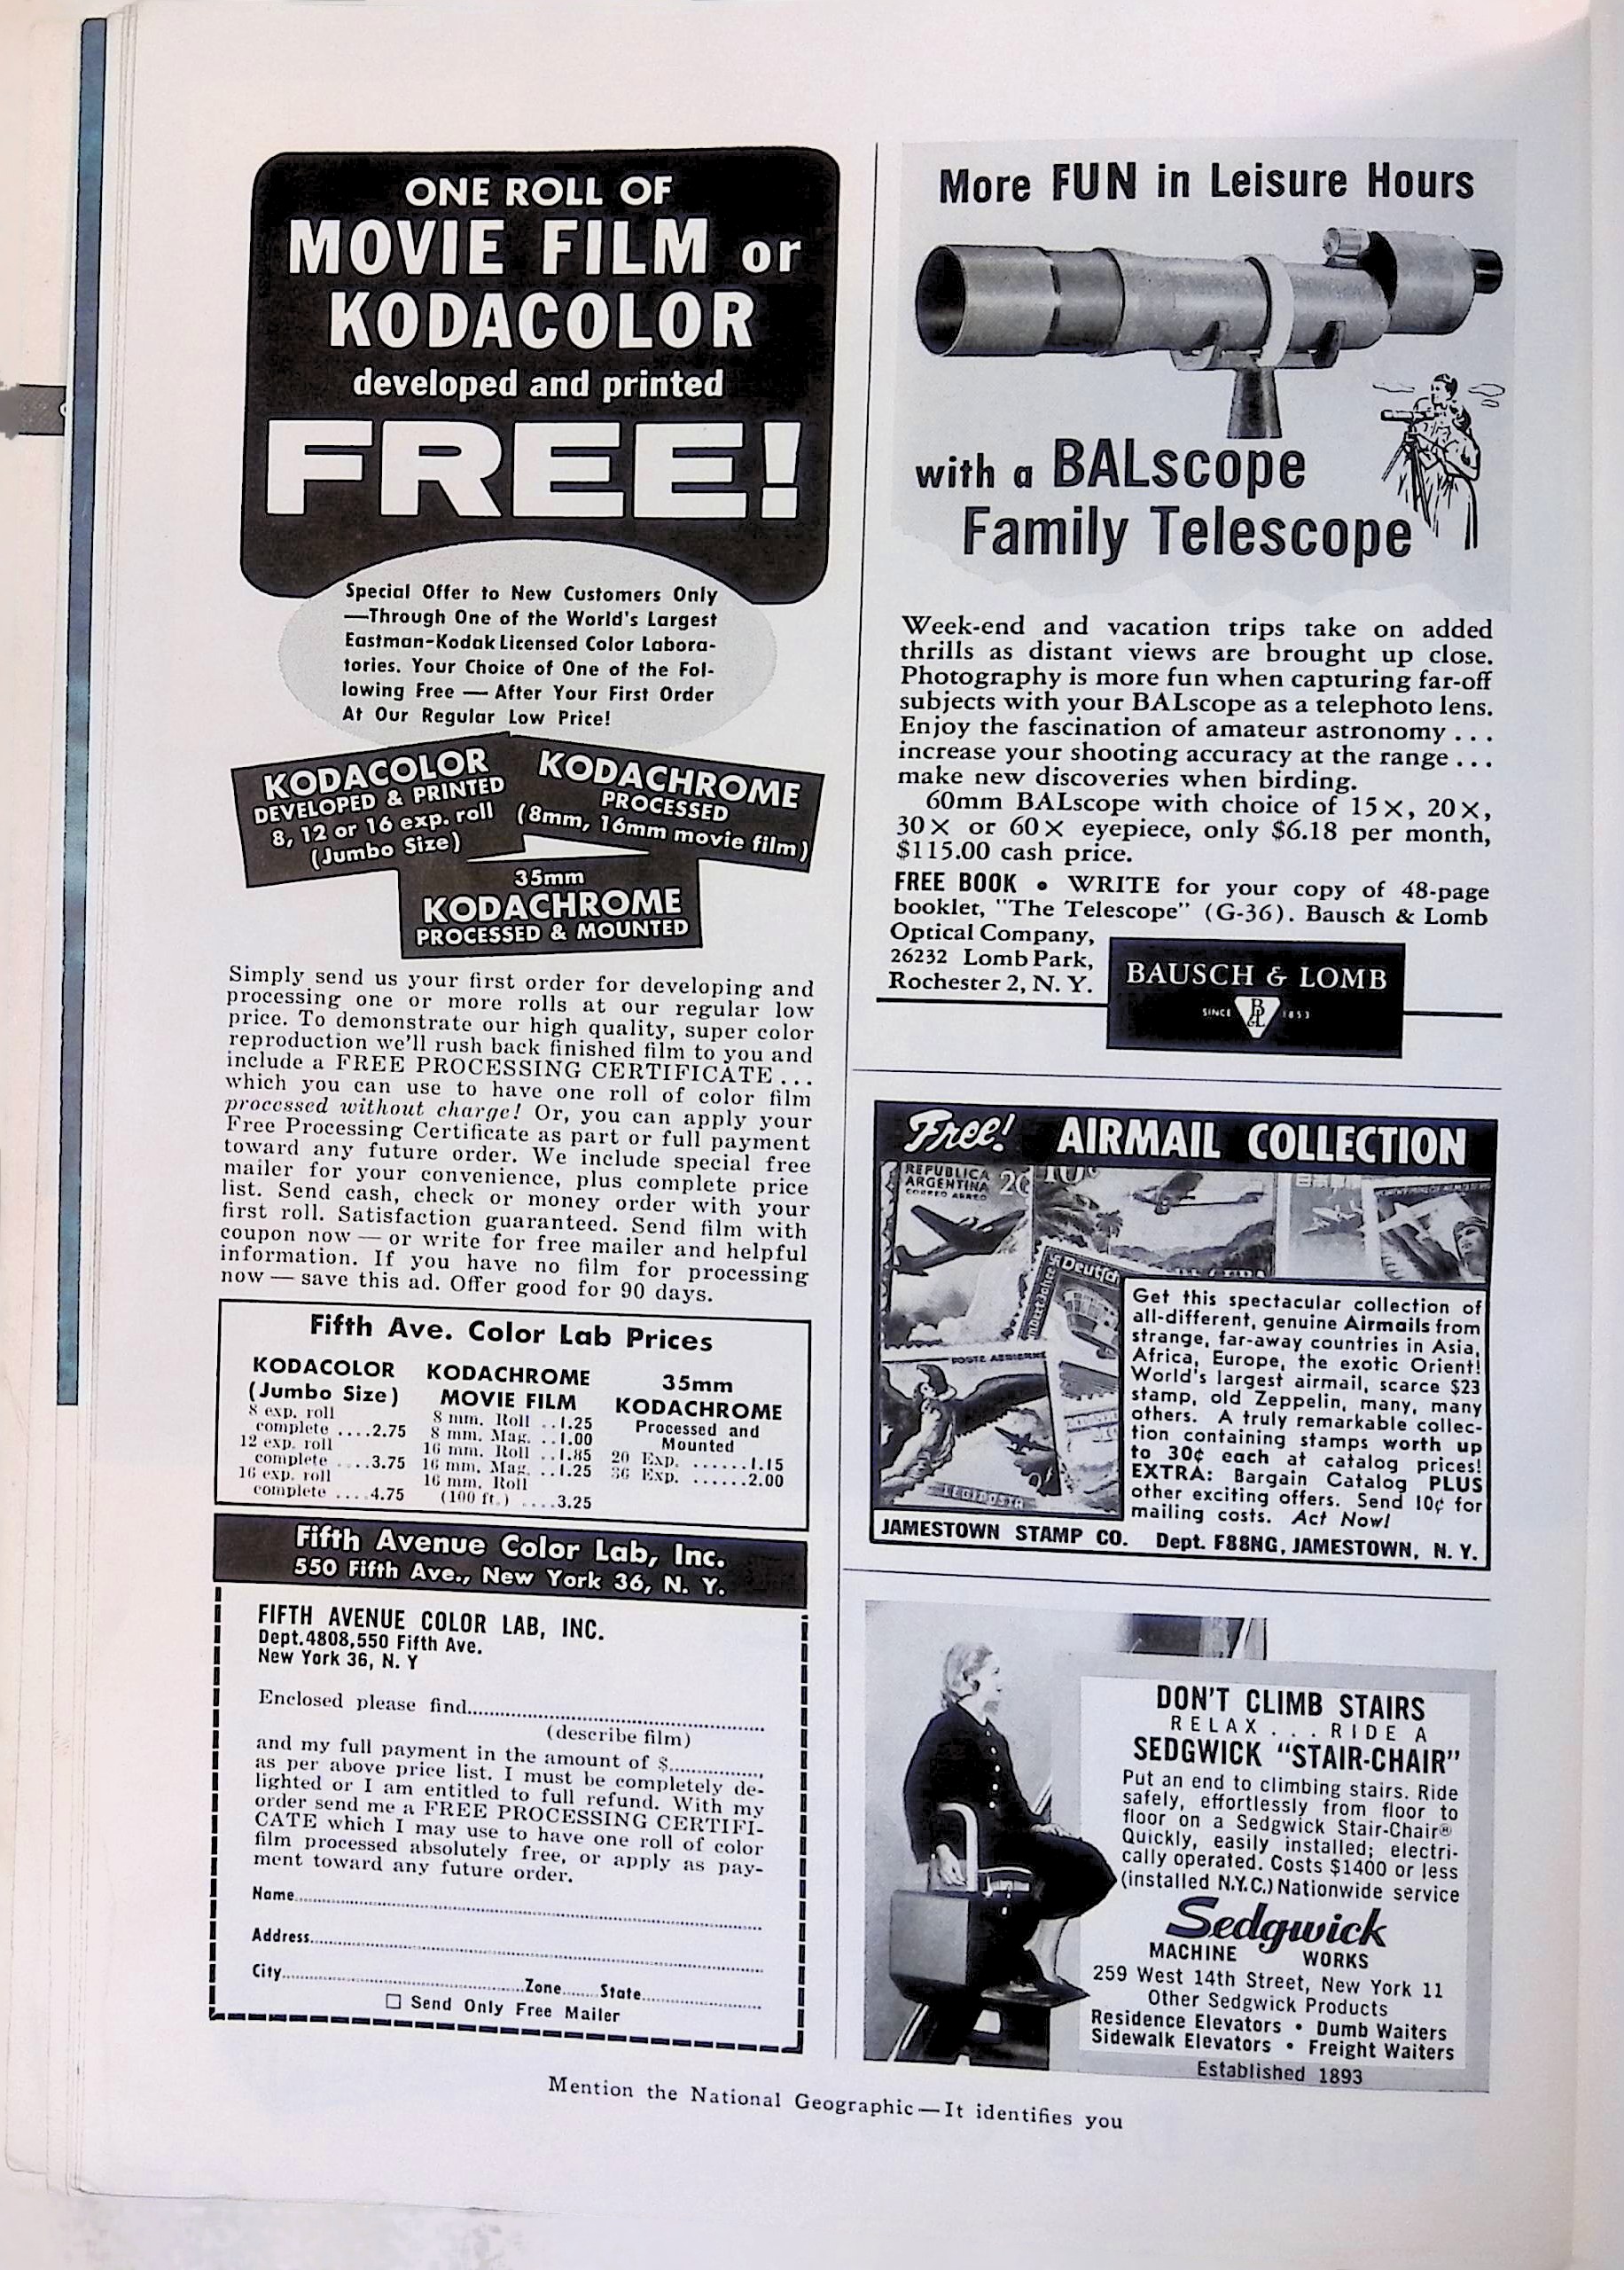 ONE ROLL OF
MOVIE FILM or
KODACOLOR
developed and printed
FREE!
Special Offer to New Customers Only
—Through One of the World's Largest
Eastman-Kodak Licensed Color Labora-
tories. Your Choice of One of the Fol-
lowing Free — After Your First Order
At Our Regular Low Price!
KODACOLOR
DEVELOPED & PRINTED
8, 12 or 16 exp. roll
(Jumbo Size)
KODACHROME
PROCESSED
(8mm, 16mm movie film)
35mm
KODACHROME
PROCESSED & MOUNTED
Simply send us your first order for developing and
processing one or more rolls at our regular low
price. To demonstrate our high quality, super color
reproduction we'll rush back finished film to you and
include a FREE PROCESSING CERTIFICATE ...
which you can use to have one roll of color film
processed without charge! Or, you can apply your
Free Processing Certificate as part or full payment
toward any future order. We include special free
mailer for your convenience, plus complete price
list. Send cash, check or money order with your
first roll. Satisfaction guaranteed. Send film with
coupon now — or write for free mailer and helpful
information. If you have no film for processing
now — save this ad. Offer good for 90 days.
Fifth Ave. Color Lab Prices
KODACOLOR
(Jumbo Size)
8 exp. roll
complete ....2.75
12 exp. roll
complete ....3.75
16 exp. roll
complete ....4.75
KODACHROME
MOVIE FILM
8 mm. Roll ..1.25
8 mm. Mag. ..1.00
16 mm. Roll ..1.85
16 mm. Mag. ..1.25
16 mm. Roll
(100 ft.) ....3.25
35mm
KODACHROME
Processed and
Mounted
20 Exp. ......1.15
36 Exp. ......2.00
Fifth Avenue Color Lab, Inc.
550 Fifth Ave., New York 36, N. Y.
FIFTH AVENUE COLOR LAB, INC.
Dept.4808,550 Fifth Ave.
New York 36, N. Y
Enclosed please find..............................
(describe film)
and my full payment in the amount of $..............,
as per above price list. I must be completely de-
lighted or I am entitled to full refund. With my
order send me a FREE PROCESSING CERTIFI-
CATE which I may use to have one roll of color
film processed absolutely free, or apply as pay-
ment toward any future order.
Name..............................
Address..............................
City....................Zone........State....................
☐ Send Only Free Mailer
More FUN in Leisure Hours
with a BALscope
Family Telescope
Week-end and vacation trips take on added
thrills as distant views are brought up close.
Photography is more fun when capturing far-off
subjects with your BALscope as a telephoto lens.
Enjoy the fascination of amateur astronomy ...
increase your shooting accuracy at the range ...
make new discoveries when birding.
60mm BALscope with choice of 15×, 20×,
30× or 60× eyepiece, only $6.18 per month,
$115.00 cash price.
FREE BOOK • WRITE for your copy of 48-page
booklet, "The Telescope" (G-36). Bausch & Lomb
Optical Company,
26232 Lomb Park,
Rochester 2, N. Y.
BAUSCH & LOMB
SINCE 1853
Free! AIRMAIL COLLECTION
REPUBLICA
ARGENTINA
CORREO AEREO
Deutsch
POSTE AERIENNE
Get this spectacular collection of
all-different, genuine Airmails from
strange, far-away countries in Asia,
Africa, Europe, the exotic Orient!
World's largest airmail, scarce $23
stamp, old Zeppelin, many, many
others. A truly remarkable collec-
tion containing stamps worth up
to 30¢ each at catalog prices!
EXTRA: Bargain Catalog PLUS
other exciting offers. Send 10¢ for
mailing costs. Act Now!
JAMESTOWN STAMP CO. Dept. F88NG, JAMESTOWN, N. Y.
DON'T CLIMB STAIRS
RELAX ... RIDE A
SEDGWICK "STAIR-CHAIR"
Put an end to climbing stairs. Ride
safely, effortlessly from floor to
floor on a Sedgwick Stair-Chair®
Quickly, easily installed; electri-
cally operated. Costs $1400 or less
(installed N.Y.C.) Nationwide service
Sedgwick
MACHINE WORKS
259 West 14th Street, New York 11
Other Sedgwick Products
Residence Elevators • Dumb Waiters
Sidewalk Elevators • Freight Waiters
Established 1893
Mention the National Geographic — It identifies you